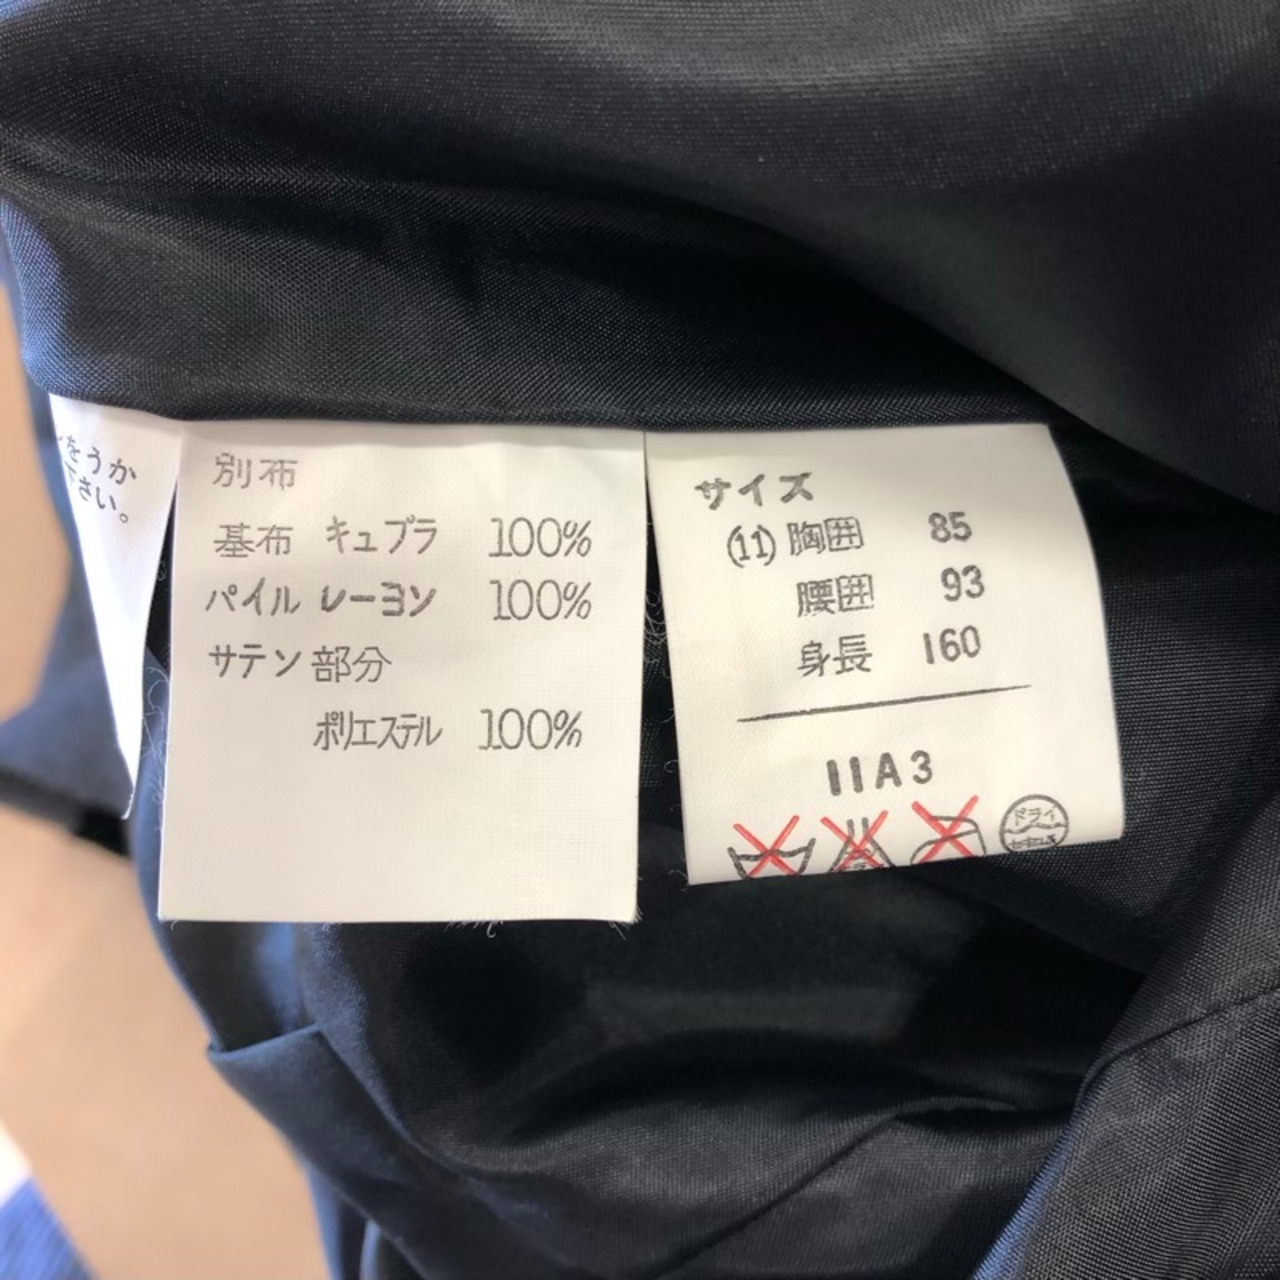 をうか
さい。
別布
基布 キュプラ 100%
パイル レーヨン 100%
サテン部分
ポリエステル 100%
サイズ
(11) 胸囲 85
腰囲 93
身長 160
11A3
ドライ